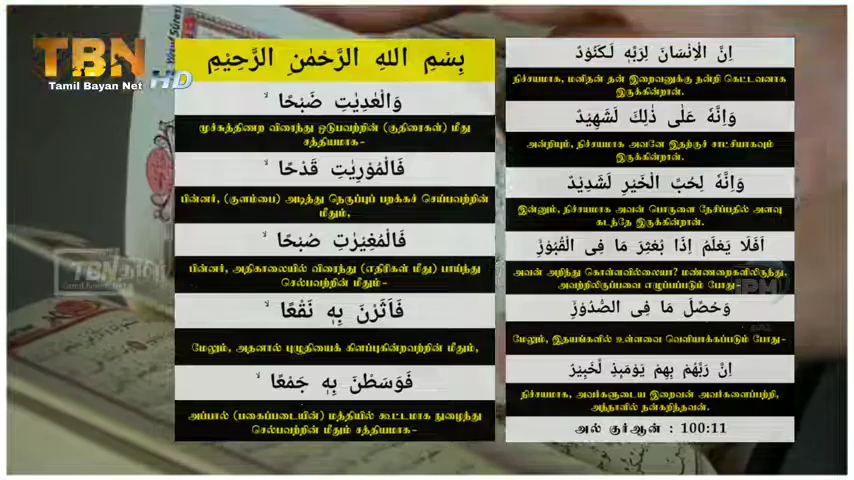 TBN
Tamil Bayan Net
HD
بِسْمِ اللهِ الرَّحْمٰنِ الرَّحِيْمِ
وَالْعٰدِيٰتِ ضَبْحًا ۙ
மூச்சுத்திணற விரைந்து ஓடுபவற்றின் (குதிரைகள்) மீது
சத்தியமாக-
فَالْمُوْرِيٰتِ قَدْحًا ۙ
பின்னர், (குளம்பை) அடித்து நெருப்புப் பறக்கச் செய்பவற்றின்
மீதும்,
فَالْمُغِيْرٰتِ صُبْحًا ۙ
பின்னர், அதிகாலையில் விரைந்து (எதிரிகள் மீது) பாய்ந்து
செல்பவற்றின் மீதும்-
فَاَثَرْنَ بِهٖ نَقْعًا ۙ
மேலும், அதனால் புழுதியைக் கிளப்புகின்றவற்றின் மீதும்,
فَوَسَطْنَ بِهٖ جَمْعًا ۙ
அப்பால் (பகைப்படையின்) மத்தியில் கூட்டமாக நுழைந்து
செல்பவற்றின் மீதும் சத்தியமாக-
اِنَّ الْاِنْسَانَ لِرَبِّهٖ لَـكَنُوْدٌ
நிச்சயமாக, மனிதன் தன் இறைவனுக்கு நன்றி கெட்டவனாக
இருக்கின்றான்.
وَاِنَّهٗ عَلٰى ذٰلِكَ لَشَهِيْدٌ
அன்றியும், நிச்சயமாக அவனே இதற்குச் சாட்சியாகவும்
இருக்கின்றான்.
وَاِنَّهٗ لِحُبِّ الْخَيْرِ لَشَدِيْدٌ
இன்னும், நிச்சயமாக அவன் பொருளை நேசிப்பதில் அளவு
கடந்தே இருக்கின்றான்.
اَفَلَا يَعْلَمُ اِذَا بُعْثِرَ مَا فِى الْقُبُوْرِ
அவன் அறிந்து கொள்ளவில்லையா? மண்ணறைகளிலிருந்து,
அவற்றிலிருப்பவை எழுப்பப்படும் போது-
وَحُصِّلَ مَا فِى الصُّدُوْرِ
மேலும், இதயங்களில் உள்ளவை வெளியாக்கப்படும் போது-
اِنَّ رَبَّهُمْ بِهِمْ يَوْمَٮِٕذٍ لَّخَبِيْرٌ
நிச்சயமாக, அவர்களுடைய இறைவன் அவர்களைப்பற்றி,
அந்நாளில் நன்கறிந்தவன்.
அல் குர்ஆன் : 100:11